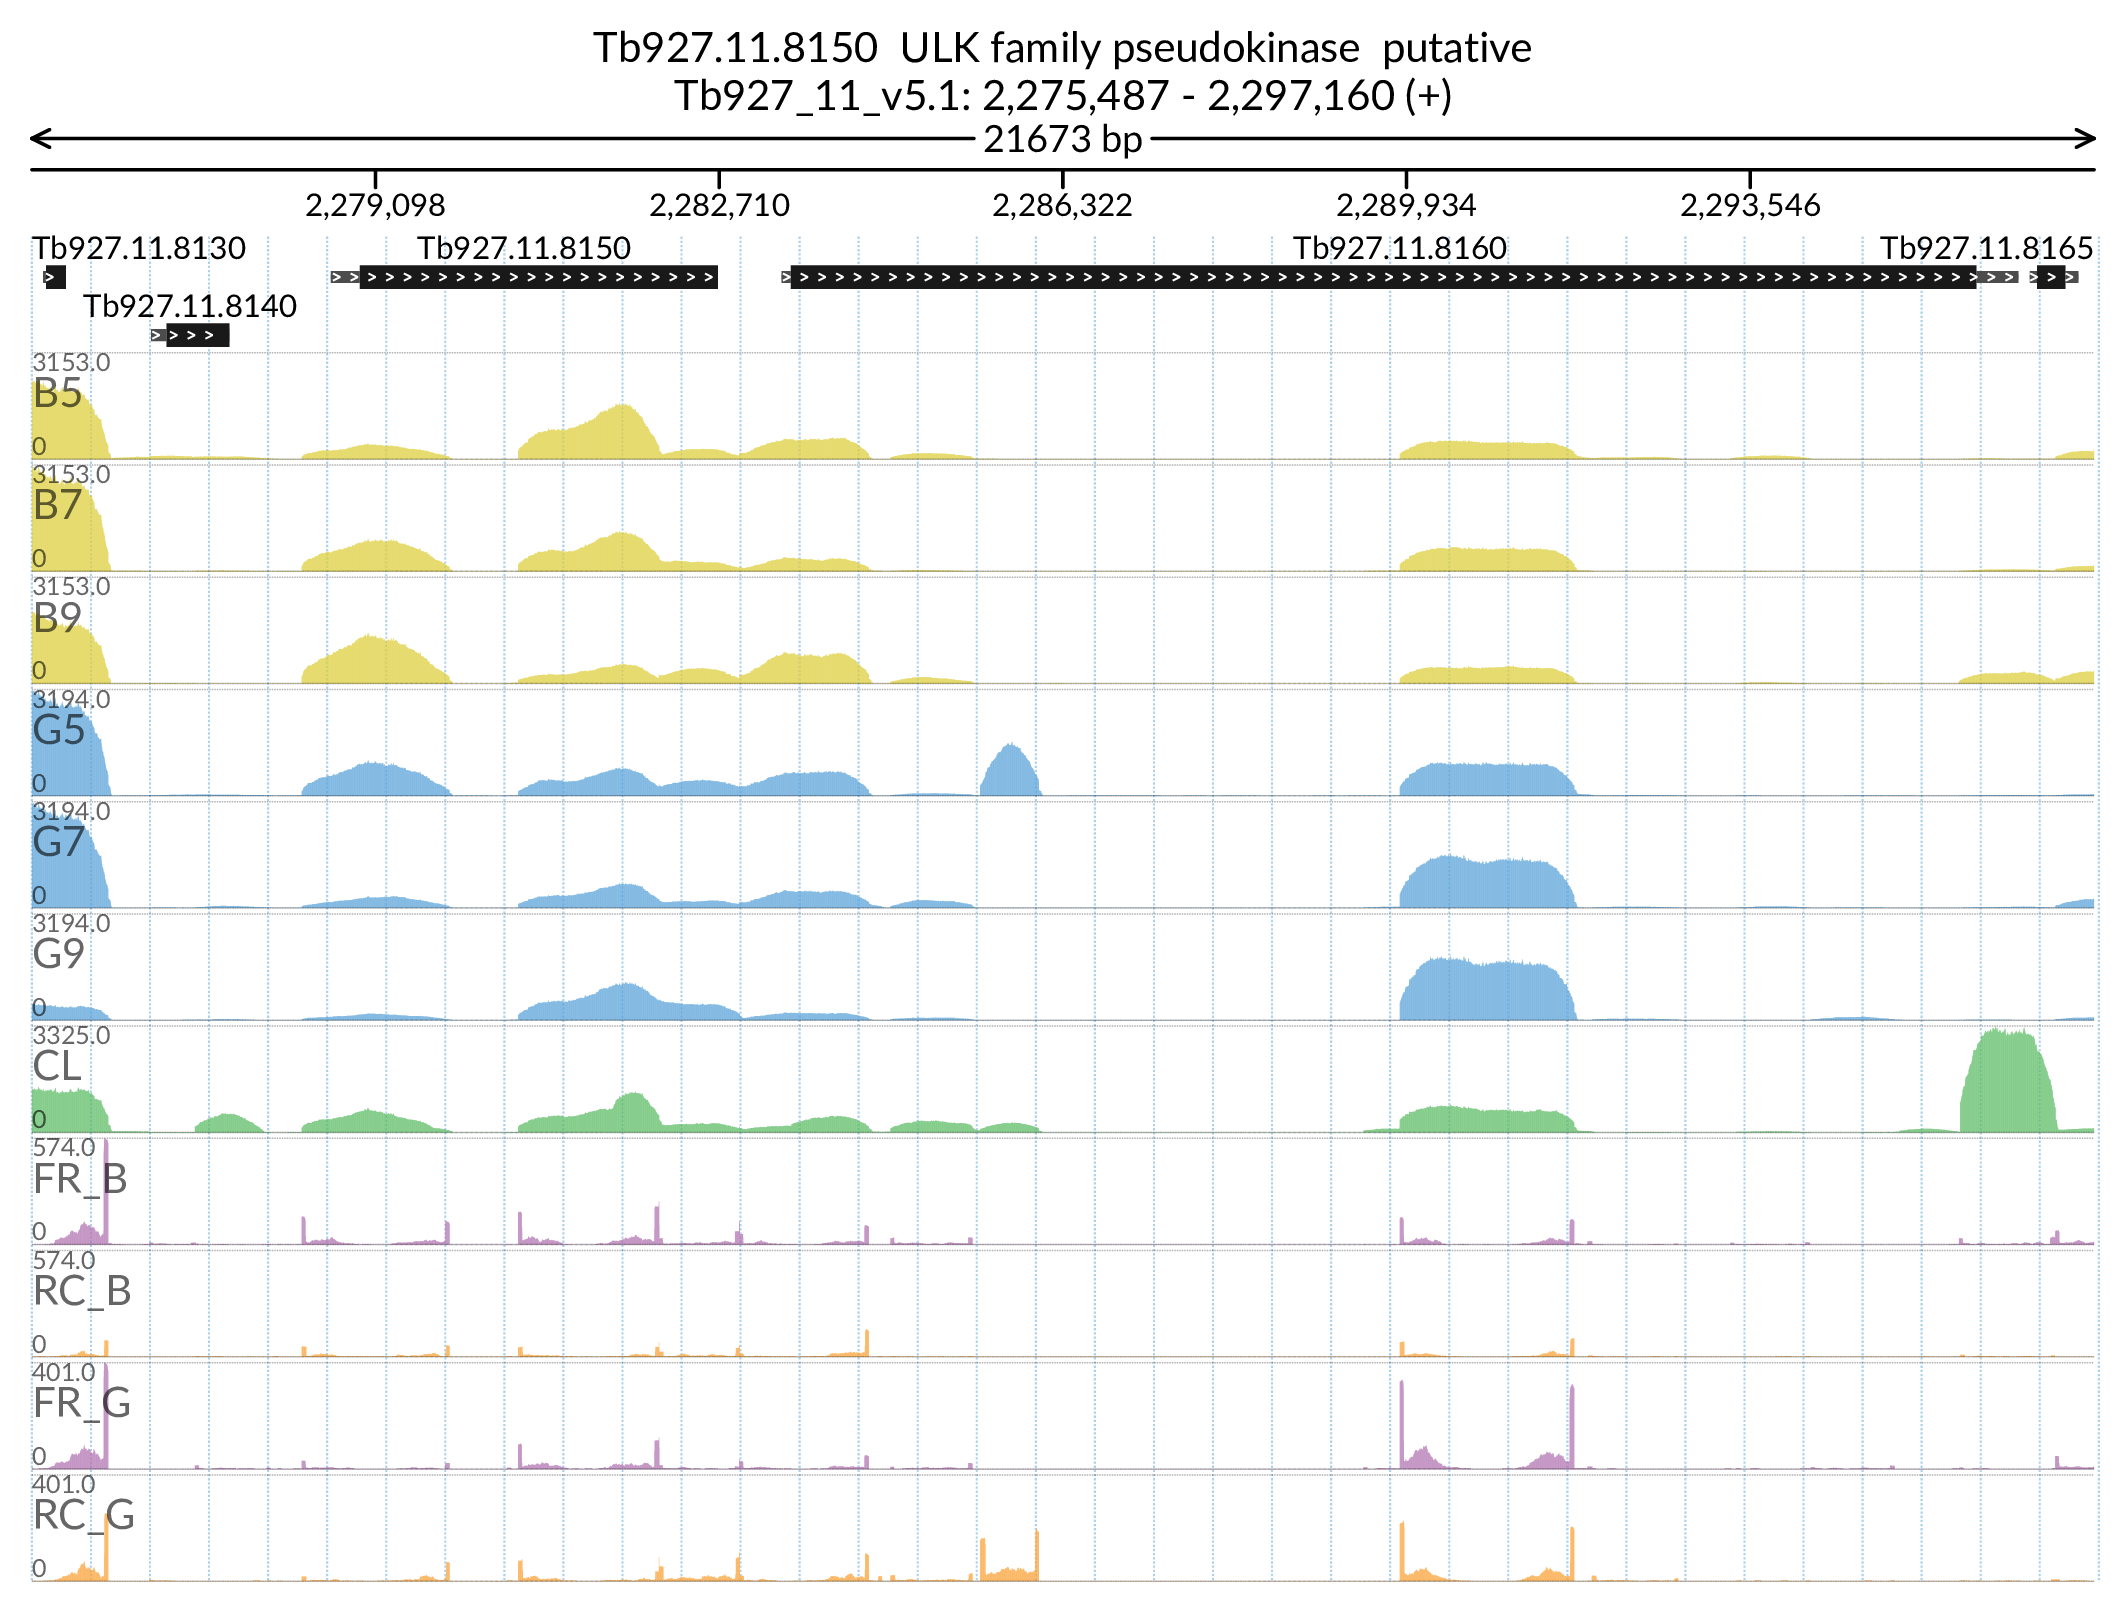 Tb927.11.8150  ULK family pseudokinase  putative
Tb927_11_v5.1: 2,275,487 - 2,297,160 (+)
21673 bp
2,279,098 2,282,710 2,286,322 2,289,934 2,293,546
Tb927.11.8130 Tb927.11.8150 Tb927.11.8160 Tb927.11.8165
Tb927.11.8140
3153.0
B5
0
3153.0
B7
0
3153.0
B9
0
3194.0
G5
0
3194.0
G7
0
3194.0
G9
0
3325.0
CL
0
574.0
FR_B
0
574.0
RC_B
0
401.0
FR_G
0
401.0
RC_G
0